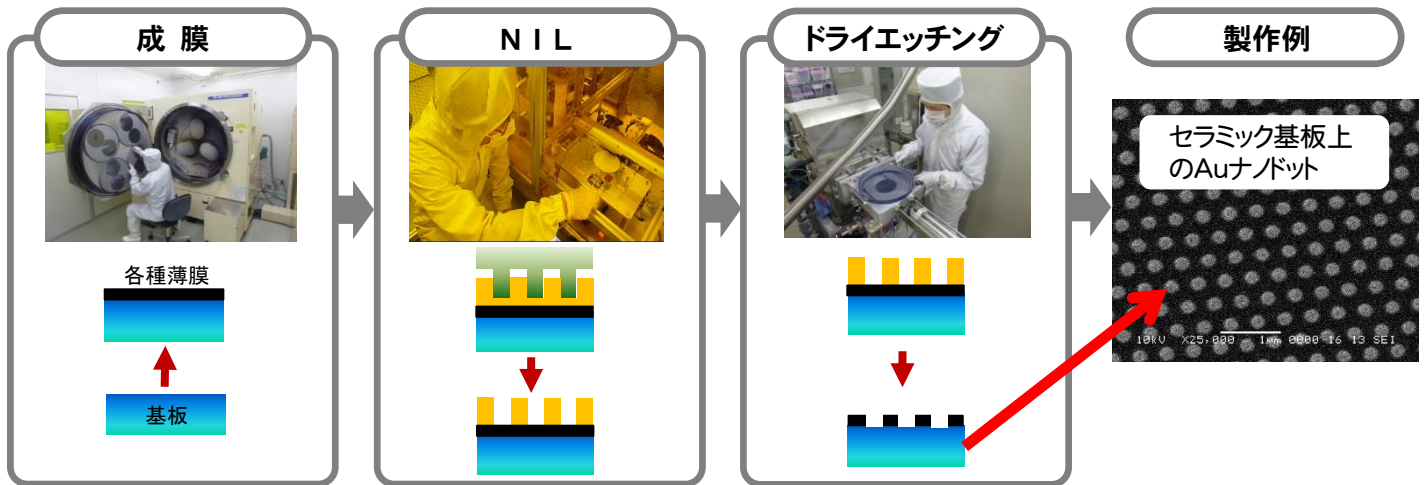 成 膜
ＮＩＬ
ドライエッチング
製作例
各種薄膜
基板
セラミック基板上
のAuナノドット
10kV X25,000 1μm 0000 16 13 SEI